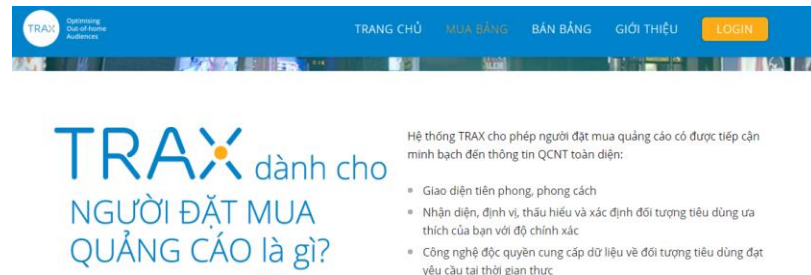 TRAX
Optimising
Out-of-home
Audiences
TRANG CHỦ MUA BẢNG BÁN BẢNG GIỚI THIỆU LOGIN
TRAX dành cho
NGƯỜI ĐẶT MUA
QUẢNG CÁO là gì?
Hệ thống TRAX cho phép người đặt mua quảng cáo có được tiếp cận
minh bạch đến thông tin QCNT toàn diện:
Giao diện tiên phong, phong cách
Nhận diện, định vị, thấu hiểu và xác định đối tượng tiêu dùng ưa
thích của bạn với độ chính xác
Công nghệ độc quyền cung cấp dữ liệu về đối tượng tiêu dùng đạt
yêu cầu tại thời gian thực